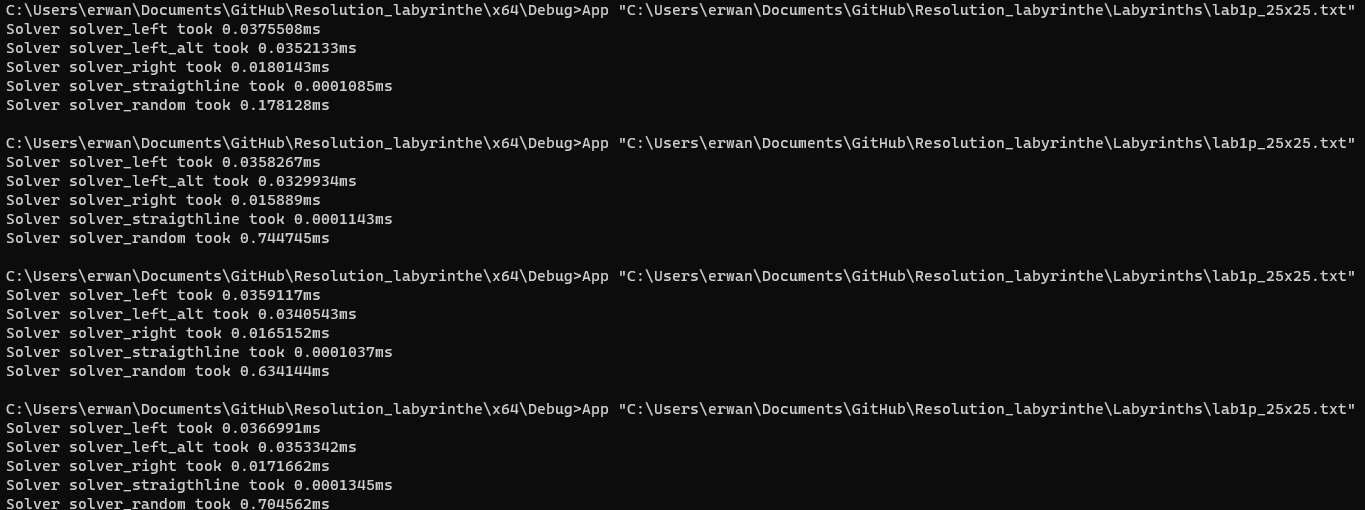 C:\Users\erwan\Documents\GitHub\Resolution_labyrinthe\x64\Debug>App "C:\Users\erwan\Documents\GitHub\Resolution_labyrinthe\Labyrinths\lab1p_25x25.txt"
Solver solver_left took 0.0375508ms
Solver solver_left_alt took 0.0352133ms
Solver solver_right took 0.0180143ms
Solver solver_straigthline took 0.0001085ms
Solver solver_random took 0.178128ms
C:\Users\erwan\Documents\GitHub\Resolution_labyrinthe\x64\Debug>App "C:\Users\erwan\Documents\GitHub\Resolution_labyrinthe\Labyrinths\lab1p_25x25.txt"
Solver solver_left took 0.0358267ms
Solver solver_left_alt took 0.0329934ms
Solver solver_right took 0.015889ms
Solver solver_straigthline took 0.0001143ms
Solver solver_random took 0.744745ms
C:\Users\erwan\Documents\GitHub\Resolution_labyrinthe\x64\Debug>App "C:\Users\erwan\Documents\GitHub\Resolution_labyrinthe\Labyrinths\lab1p_25x25.txt"
Solver solver_left took 0.0359117ms
Solver solver_left_alt took 0.0340543ms
Solver solver_right took 0.0165152ms
Solver solver_straigthline took 0.0001037ms
Solver solver_random took 0.634144ms
C:\Users\erwan\Documents\GitHub\Resolution_labyrinthe\x64\Debug>App "C:\Users\erwan\Documents\GitHub\Resolution_labyrinthe\Labyrinths\lab1p_25x25.txt"
Solver solver_left took 0.0366991ms
Solver solver_left_alt took 0.0353342ms
Solver solver_right took 0.0171662ms
Solver solver_straigthline took 0.0001345ms
Solver solver_random took 0.704562ms